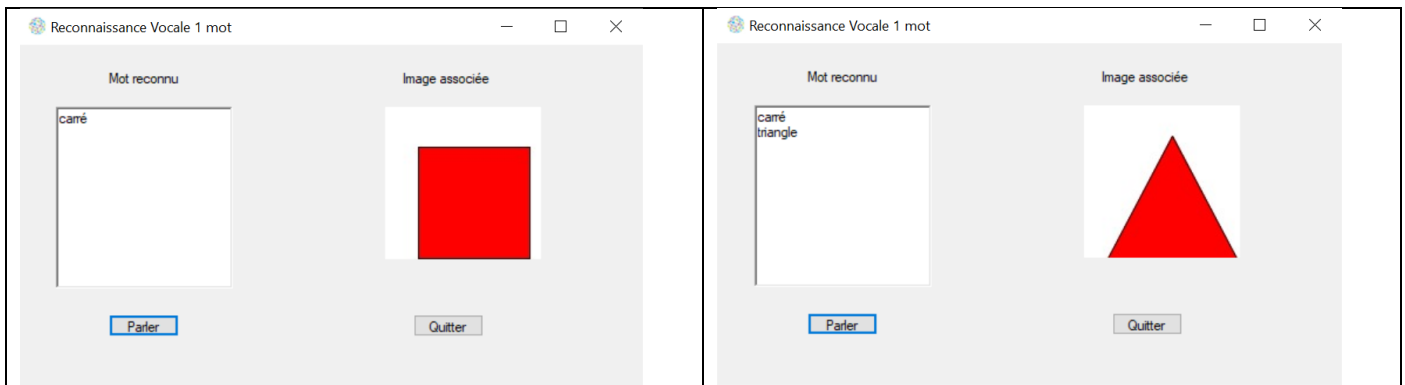 Reconnaissance Vocale 1 mot
Mot reconnu
Image associée
carré
Parler
Quitter
Reconnaissance Vocale 1 mot
Mot reconnu
Image associée
carré
triangle
Parler
Quitter